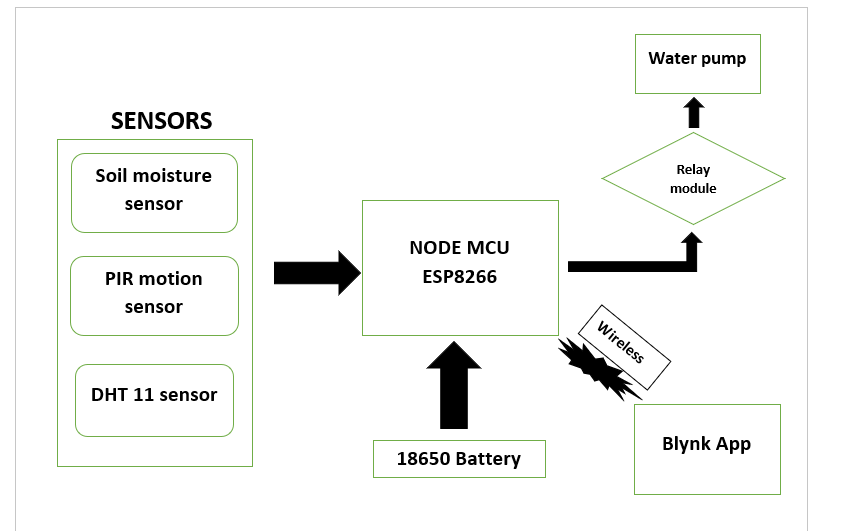 SENSORS
Soil moisture
sensor
PIR motion
sensor
DHT 11 sensor
NODE MCU
ESP8266
18650 Battery
Water pump
Relay
module
Wireless
Blynk App